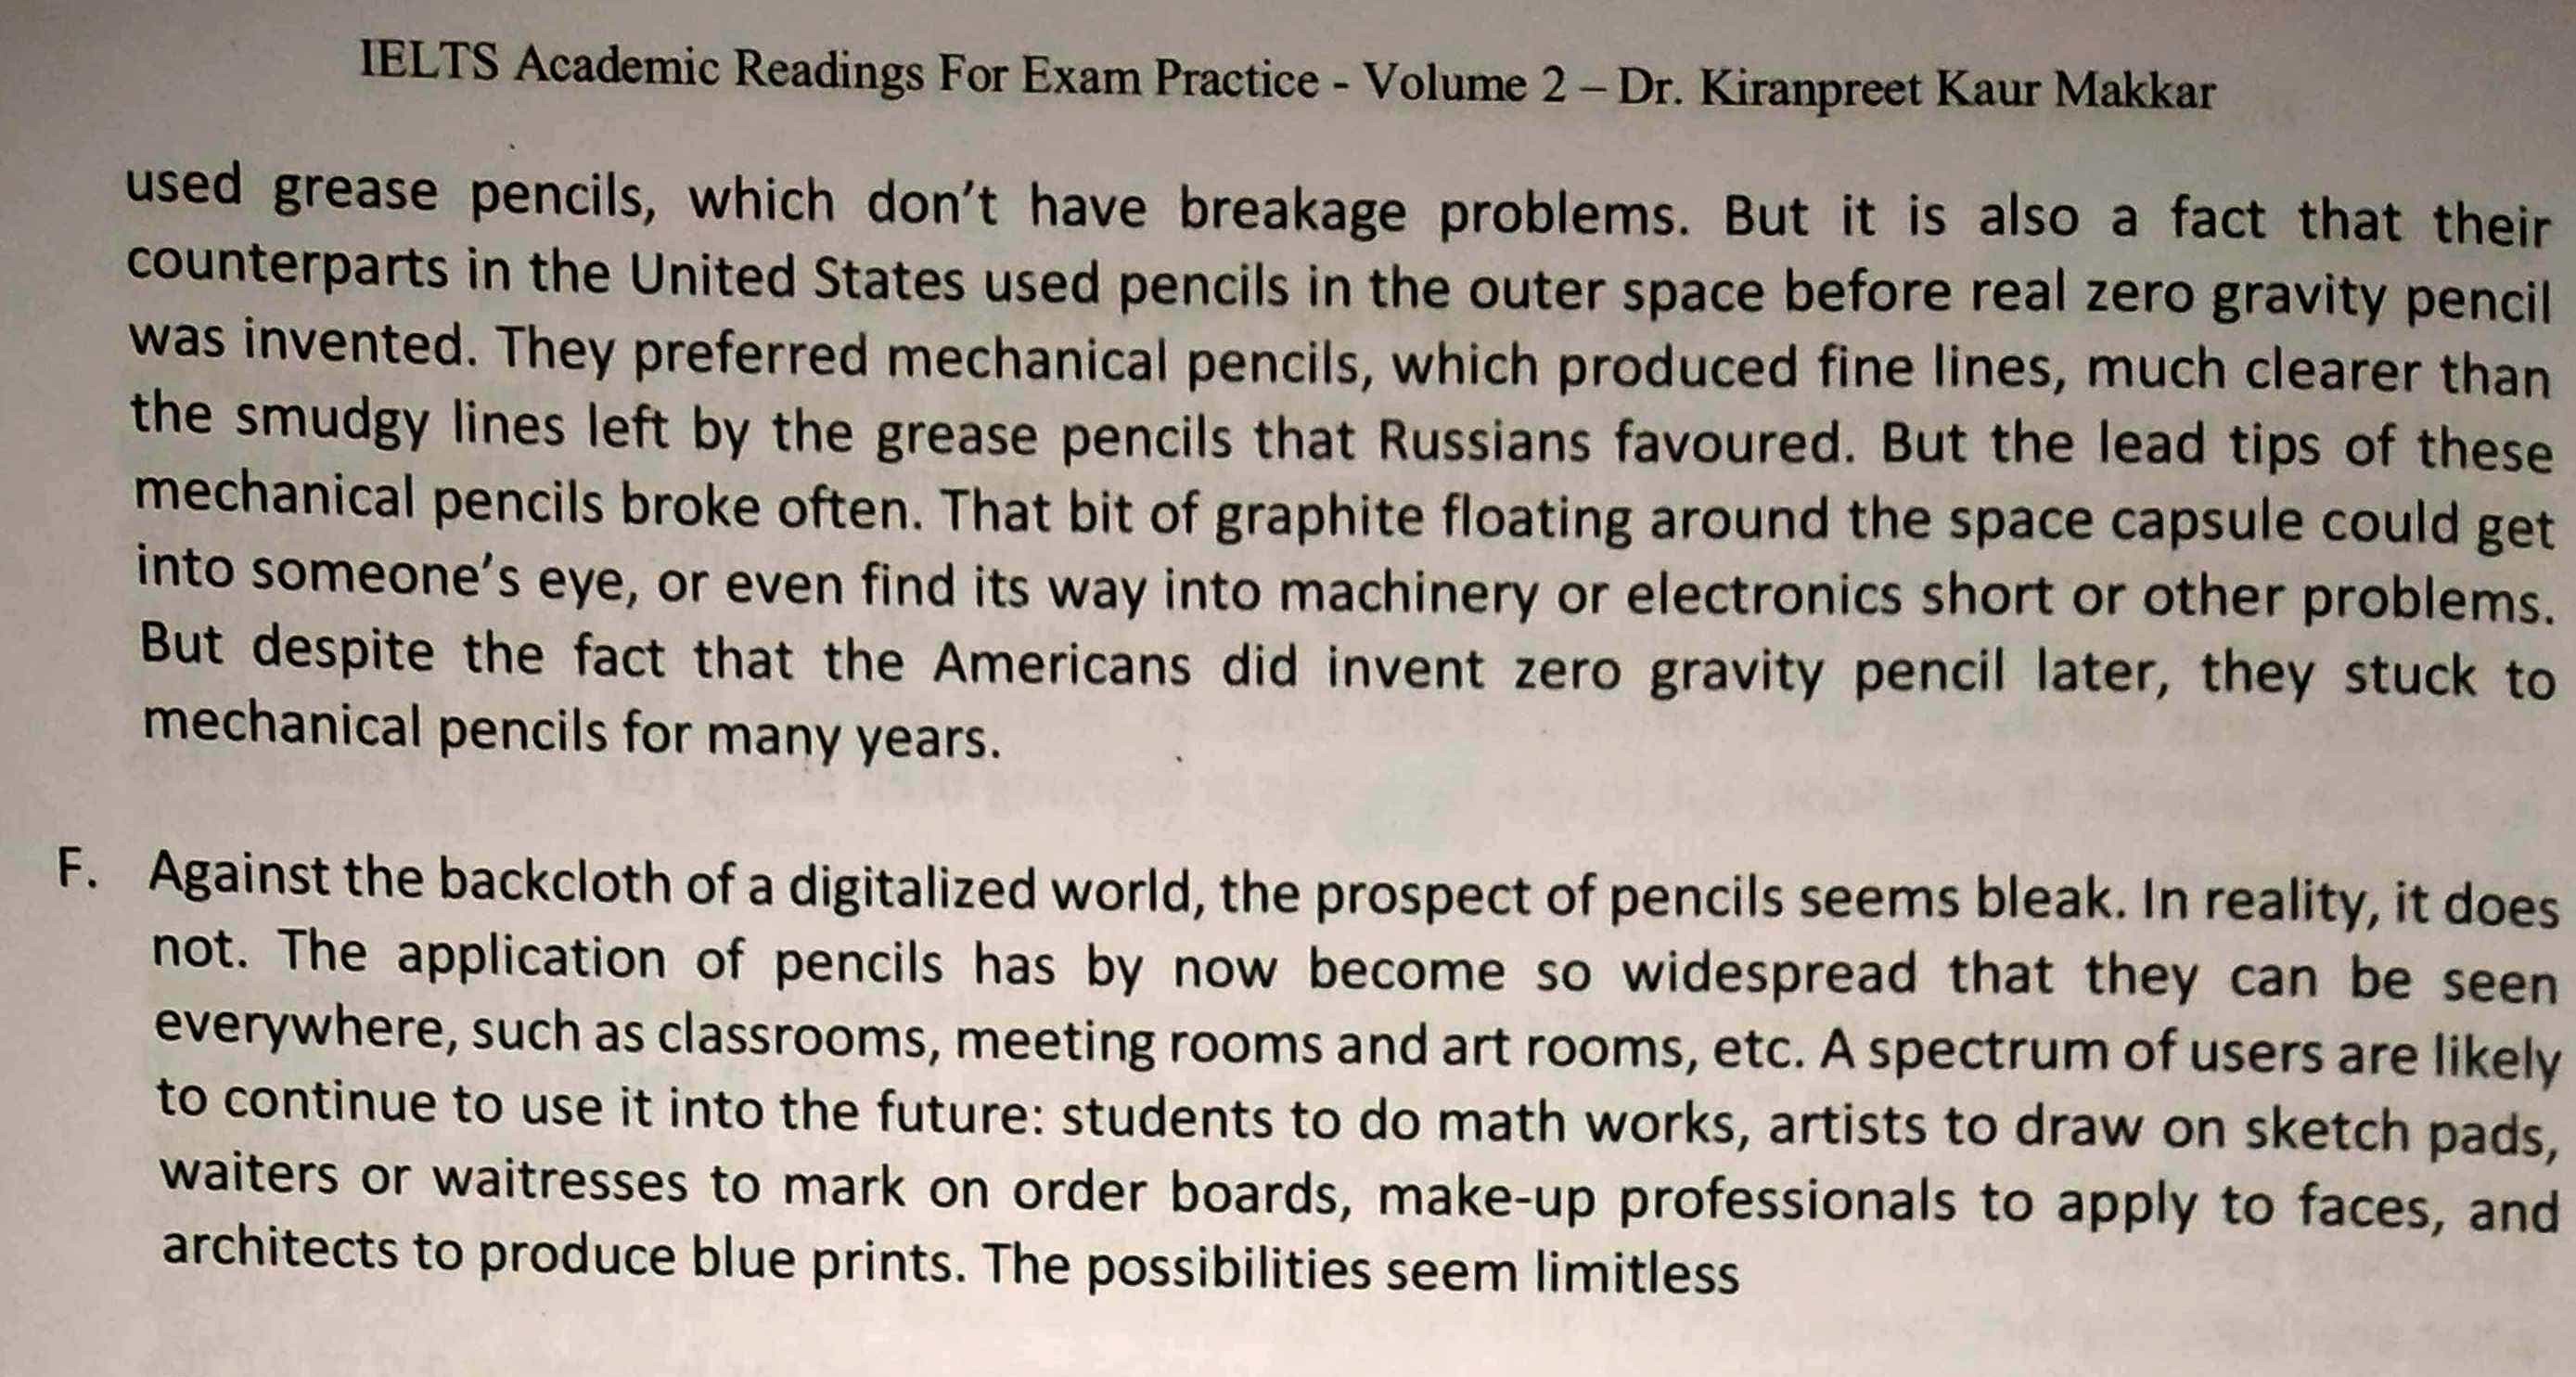 IELTS Academic Readings For Exam Practice - Volume 2 – Dr. Kiranpreet Kaur Makkar
used grease pencils, which don't have breakage problems. But it is also a fact that their
counterparts in the United States used pencils in the outer space before real zero gravity pencil
was invented. They preferred mechanical pencils, which produced fine lines, much clearer than
the smudgy lines left by the grease pencils that Russians favoured. But the lead tips of these
mechanical pencils broke often. That bit of graphite floating around the space capsule could get
into someone's eye, or even find its way into machinery or electronics short or other problems.
But despite the fact that the Americans did invent zero gravity pencil later, they stuck to
mechanical pencils for many years.
F. Against the backcloth of a digitalized world, the prospect of pencils seems bleak. In reality, it does
not. The application of pencils has by now become so widespread that they can be seen
everywhere, such as classrooms, meeting rooms and art rooms, etc. A spectrum of users are likely
to continue to use it into the future: students to do math works, artists to draw on sketch pads,
waiters or waitresses to mark on order boards, make-up professionals to apply to faces, and
architects to produce blue prints. The possibilities seem limitless